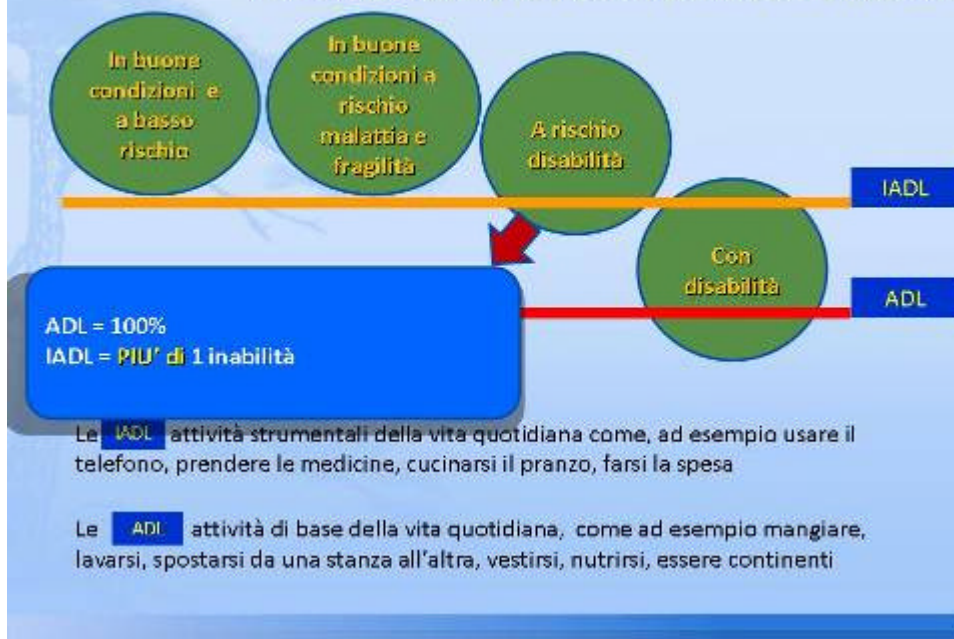 In buone
condizioni e
a basso
rischio
In buone
condizioni a
rischio
malattia e
fragilità
A rischio
disabilità
IADL
Con
disabilità
ADL
ADL = 100%
IADL = PIU' di 1 inabilità
Le IADL attività strumentali della vita quotidiana come, ad esempio usare il
telefono, prendere le medicine, cucinarsi il pranzo, farsi la spesa
Le ADL attività di base della vita quotidiana, come ad esempio mangiare,
lavarsi, spostarsi da una stanza all'altra, vestirsi, nutrirsi, essere continenti